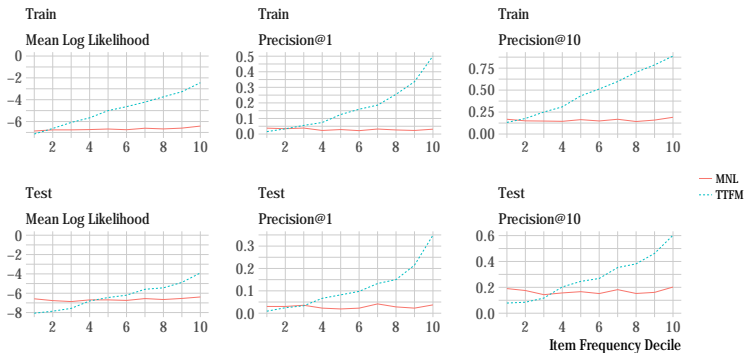 Train
Mean Log Likelihood
0
−2
−4
−6
2 4 6 8 10
Train
Precision@1
0.5
0.4
0.3
0.2
0.1
0.0
2 4 6 8 10
Train
Precision@10
0.75
0.50
0.25
0.00
2 4 6 8 10
Test
Mean Log Likelihood
0
−2
−4
−6
−8
2 4 6 8 10
Test
Precision@1
0.3
0.2
0.1
0.0
2 4 6 8 10
Test
Precision@10
0.6
0.4
0.2
0.0
2 4 6 8 10
Item Frequency Decile
MNL
TTFM